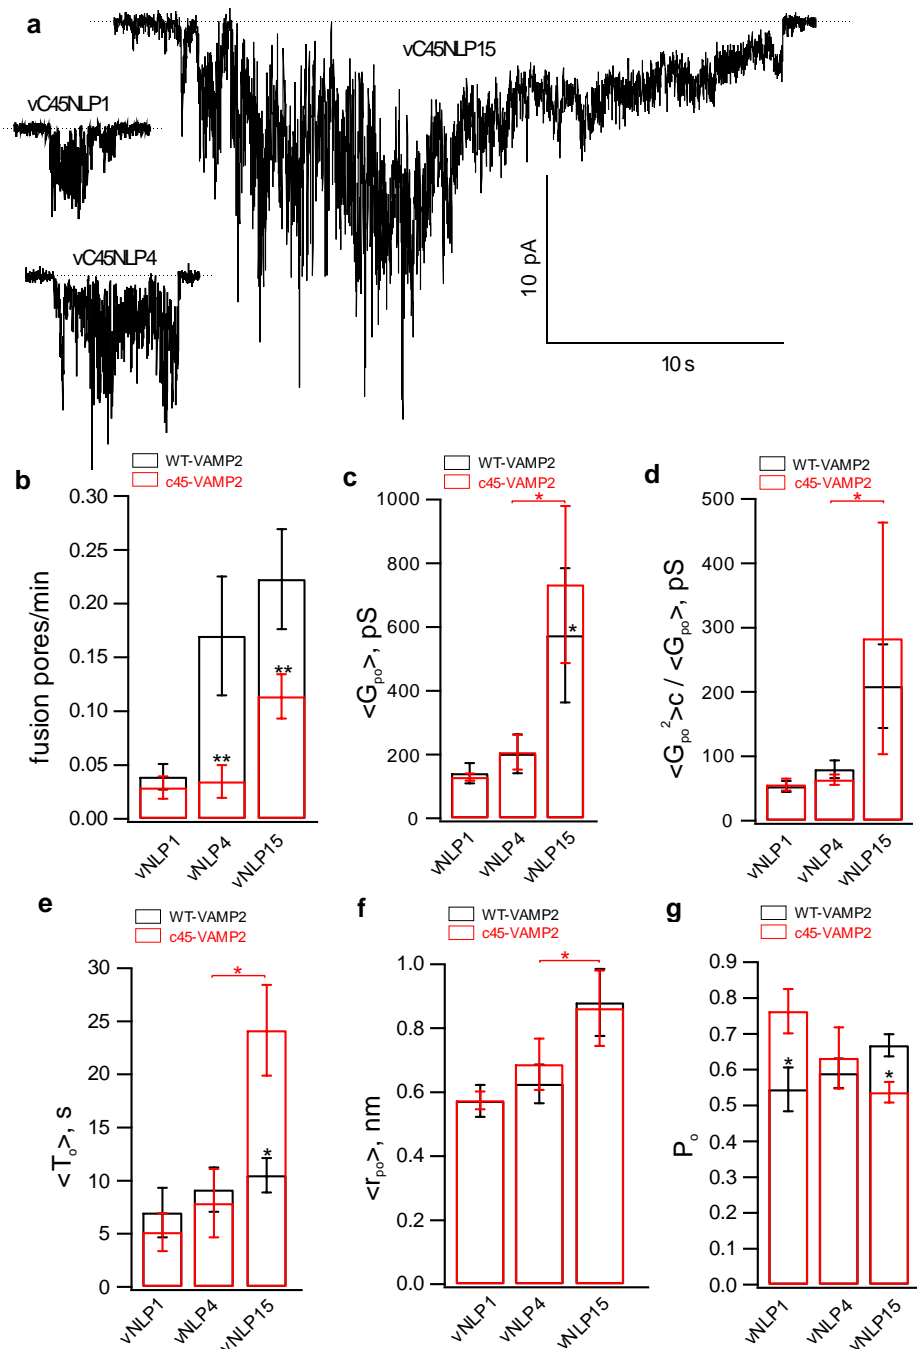 a
vC45NLP15
vC45NLP1
vC45NLP4
10 pA
10 s
b
WT-VAMP2
c45-VAMP2
fusion pores/min
0.30
0.25
0.20
0.15
0.10
0.05
0.00
**
**
vNLP1
vNLP4
vNLP15
c
WT-VAMP2
c45-VAMP2
<Gpo>, pS
1000
800
600
400
200
0
*
*
vNLP1
vNLP4
vNLP15
d
WT-VAMP2
c45-VAMP2
<Gpo²>c / <Gpo>, pS
500
400
300
200
100
0
*
vNLP1
vNLP4
vNLP15
e
WT-VAMP2
c45-VAMP2
<To>, s
30
25
20
15
10
5
0
*
*
vNLP1
vNLP4
vNLP15
f
WT-VAMP2
c45-VAMP2
<rpo>, nm
1.0
0.8
0.6
0.4
0.2
0.0
*
vNLP1
vNLP4
vNLP15
g
WT-VAMP2
c45-VAMP2
Po
0.9
0.8
0.7
0.6
0.5
0.4
0.3
0.2
0.1
0.0
*
*
vNLP1
vNLP4
vNLP15